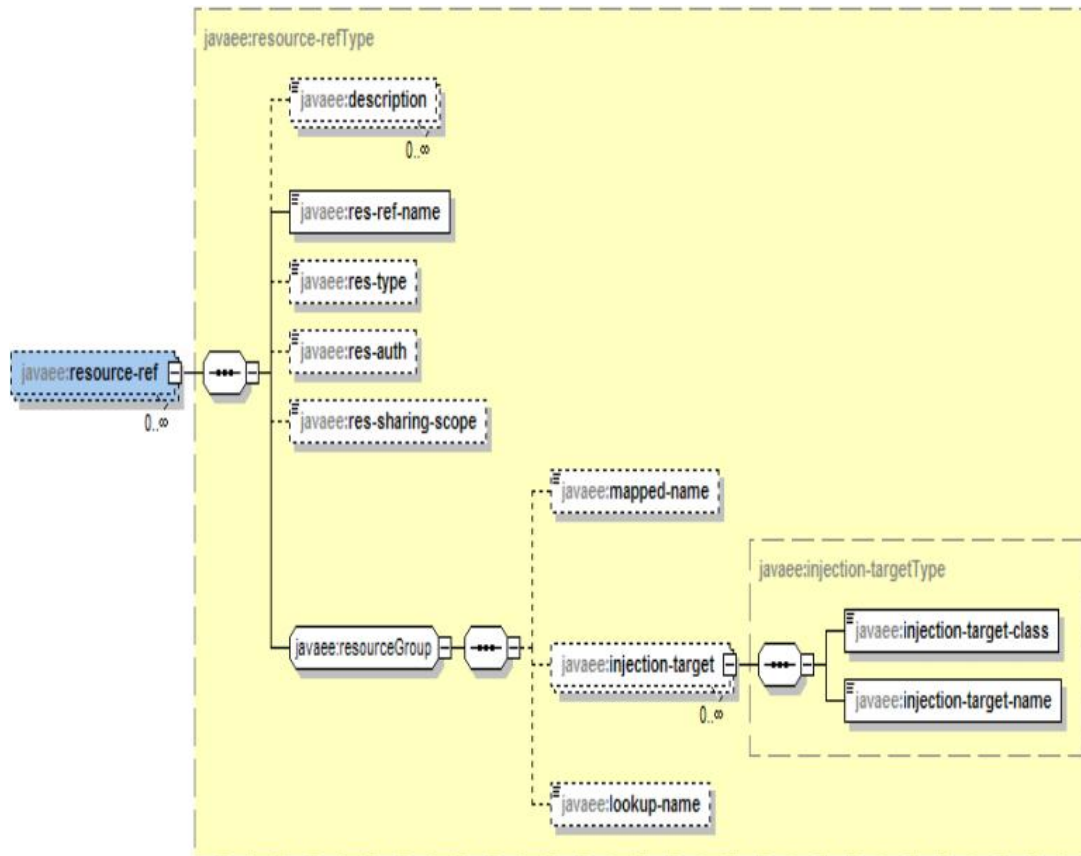 javaee:resource-refType
javaee:description
0..∞
javaee:res-ref-name
javaee:res-type
javaee:res-auth
javaee:resource-ref
0..∞
javaee:res-sharing-scope
javaee:mapped-name
javaee:injection-targetType
javaee:injection-target-class
javaee:resourceGroup
javaee:injection-target
0..∞
javaee:injection-target-name
javaee:lookup-name